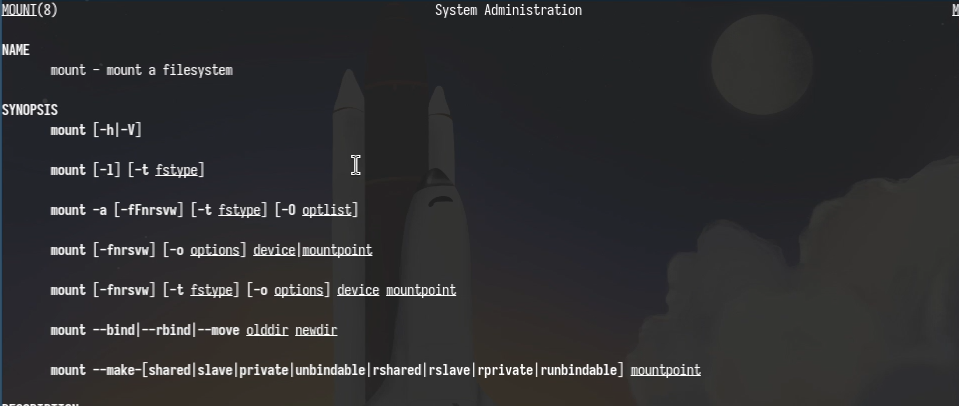 MOUNT(8) System Administration M
NAME
mount - mount a filesystem
SYNOPSIS
mount [-h|-V]
mount [-l] [-t fstype]
mount -a [-fFnrsvw] [-t fstype] [-O optlist]
mount [-fnrsvw] [-o options] device|mountpoint
mount [-fnrsvw] [-t fstype] [-o options] device mountpoint
mount --bind|--rbind|--move olddir newdir
mount --make-[shared|slave|private|unbindable|rshared|rslave|rprivate|runbindable] mountpoint
DESCRIPTION